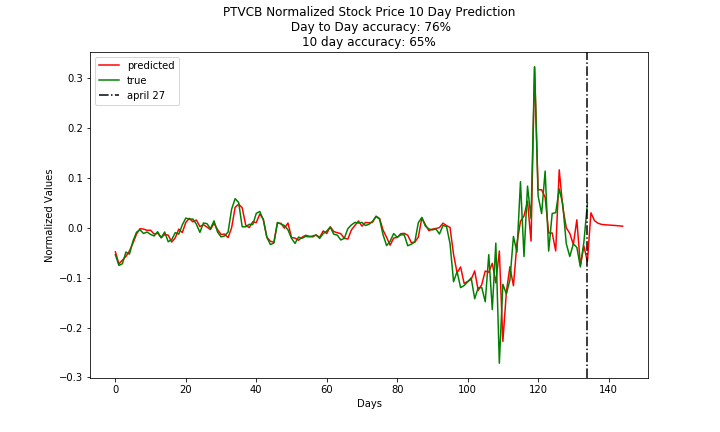 PTVCB Normalized Stock Price 10 Day Prediction
Day to Day accuracy: 76%
10 day accuracy: 65%
predicted
true
april 27
0.3
0.2
0.1
0.0
−0.1
−0.2
−0.3
Normalized Values
0 20 40 60 80 100 120 140
Days